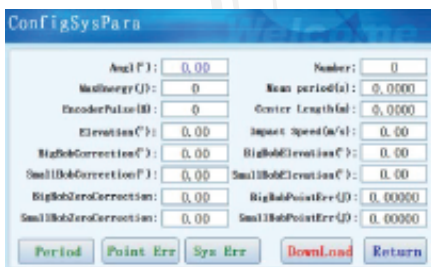 ConfigSysPara
Welcome
Angl(°): 0.00 Number: 0
MaxEnergy(J): 0 Mean period(s): 0.0000
EncoderPulse(N): 0 Center Length(m): 0.0000
Elevation(°): 0.00 Impact Speed(m/s): 0.00
BigBobCorrection(°): 0.00 BigBobElevation(°): 0.00
SmallBobCorrection(°): 0.00 SmallBobElevation(°): 0.00
BigBobZeroCorrection: 0.00 BigBobPointErr(J): 0.00000
SmallBobZeroCorrection: 0.00 SmallBobPointErr(J): 0.00000
Period Point Err Sys Err DownLoad Return